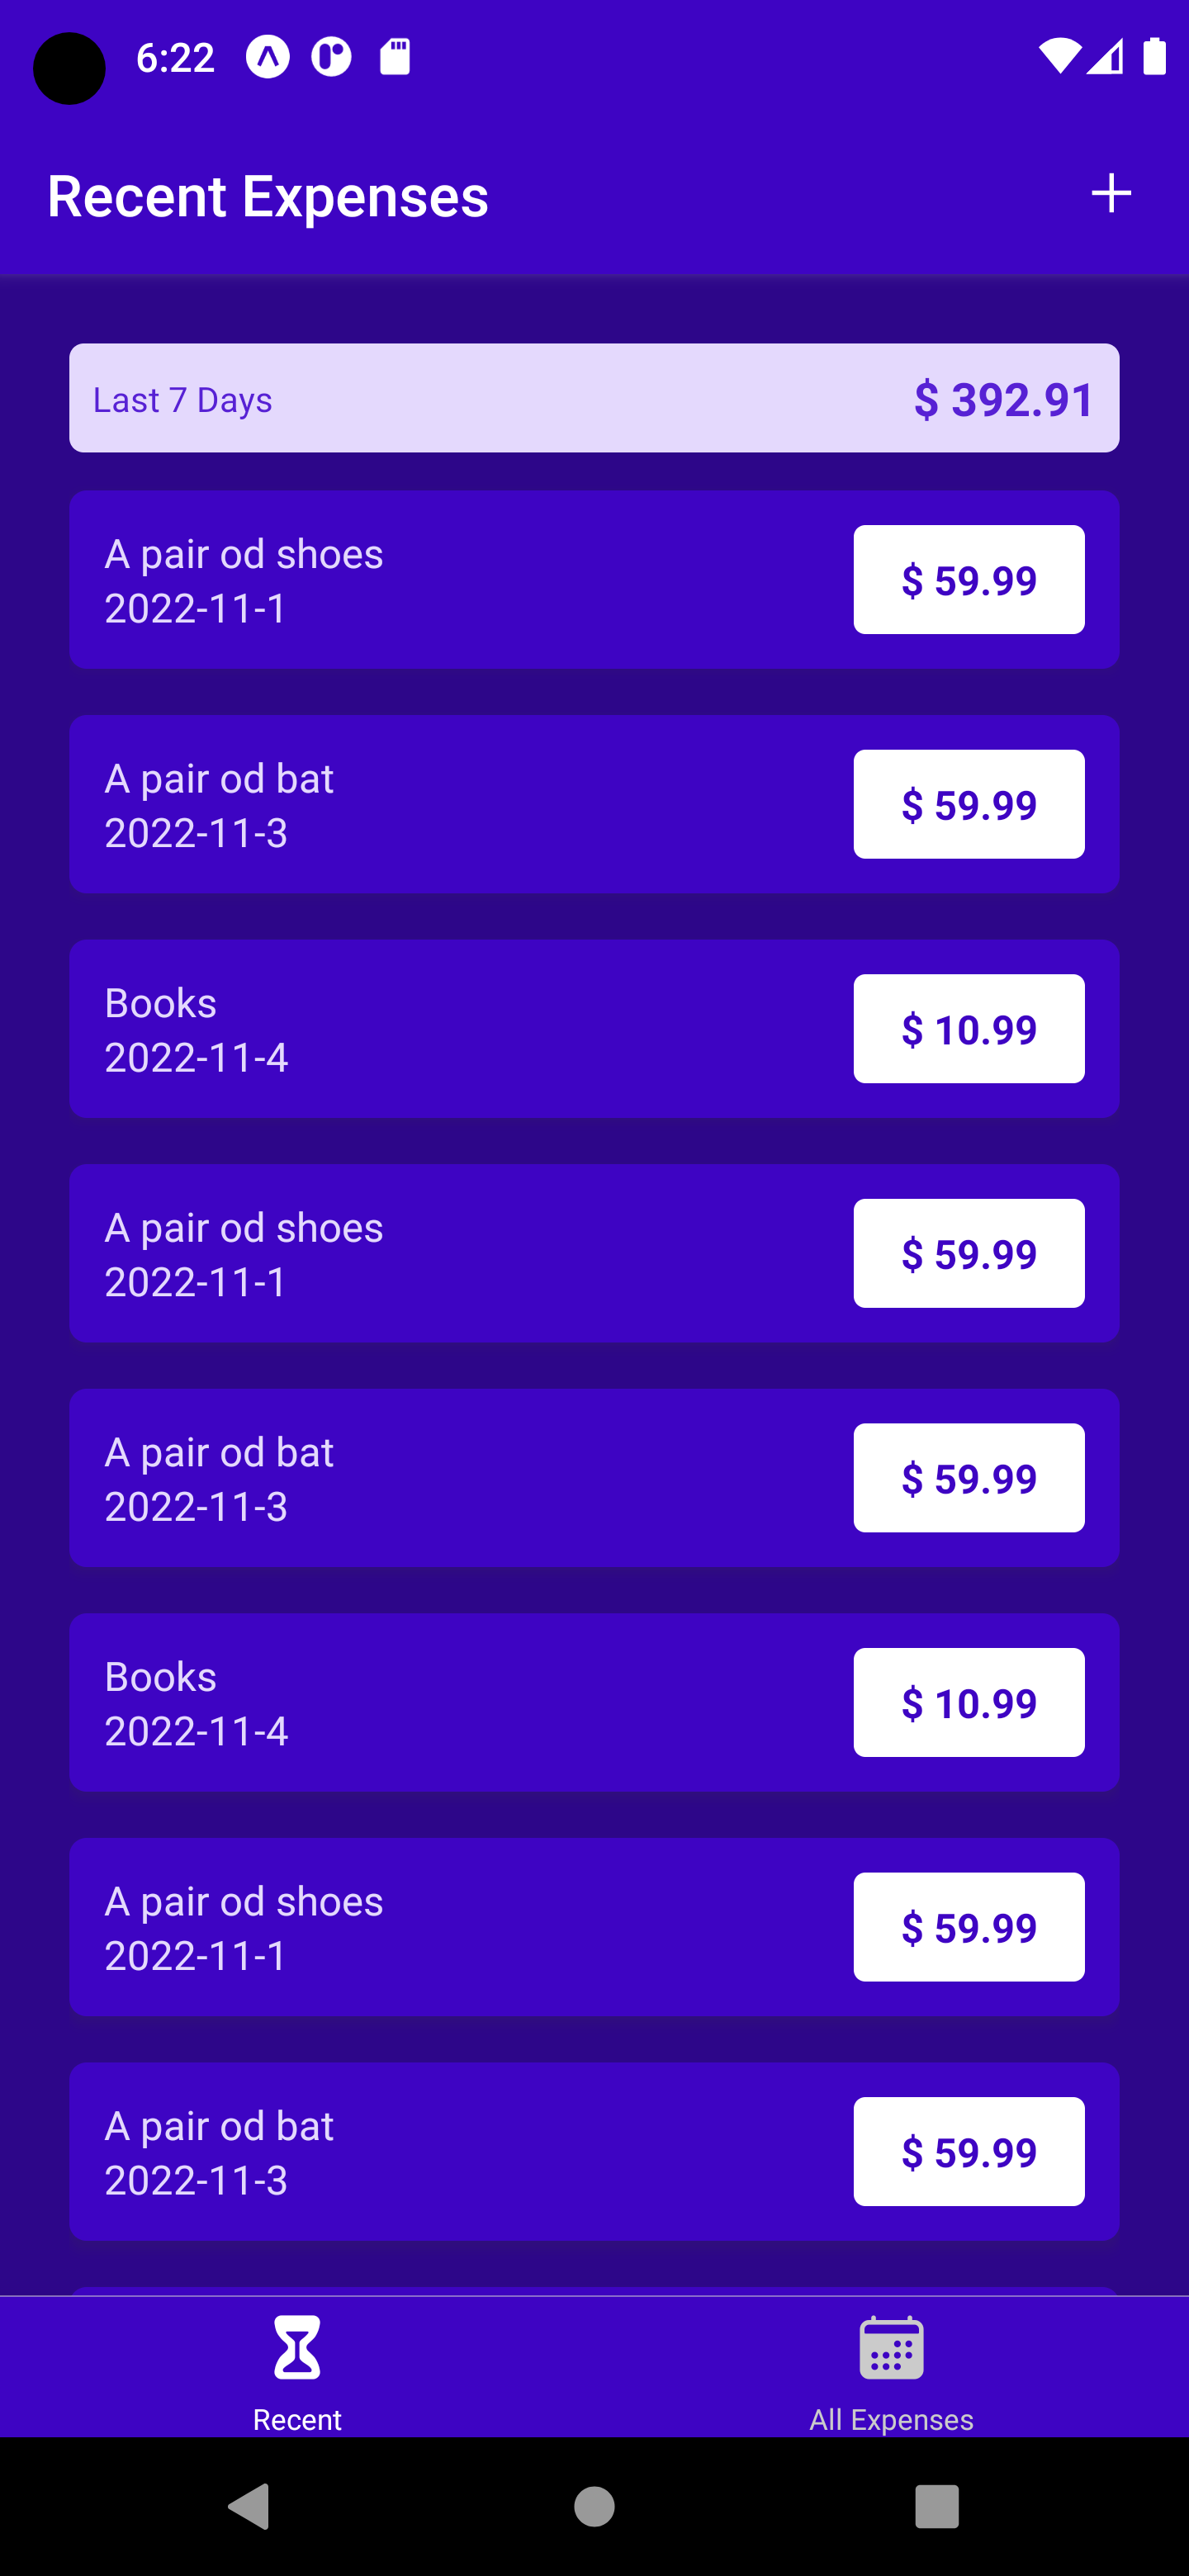 6:22
Recent Expenses
Last 7 Days $ 392.91
A pair od shoes
2022-11-1
$ 59.99
A pair od bat
2022-11-3
$ 59.99
Books
2022-11-4
$ 10.99
A pair od shoes
2022-11-1
$ 59.99
A pair od bat
2022-11-3
$ 59.99
Books
2022-11-4
$ 10.99
A pair od shoes
2022-11-1
$ 59.99
A pair od bat
2022-11-3
$ 59.99
Recent All Expenses